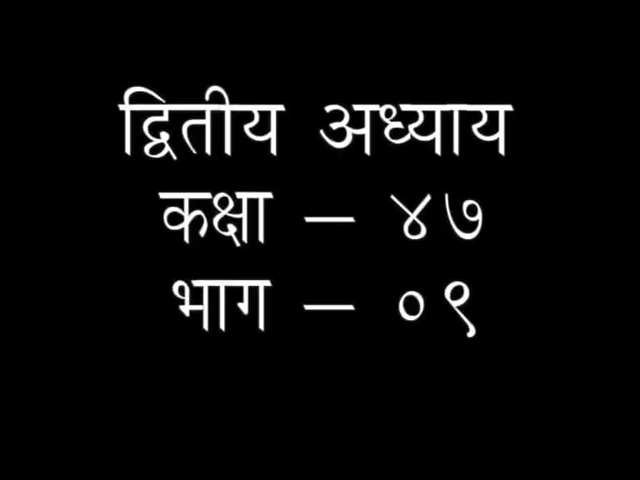 द्वितीय अध्याय
कक्षा – ४७
भाग – ०९